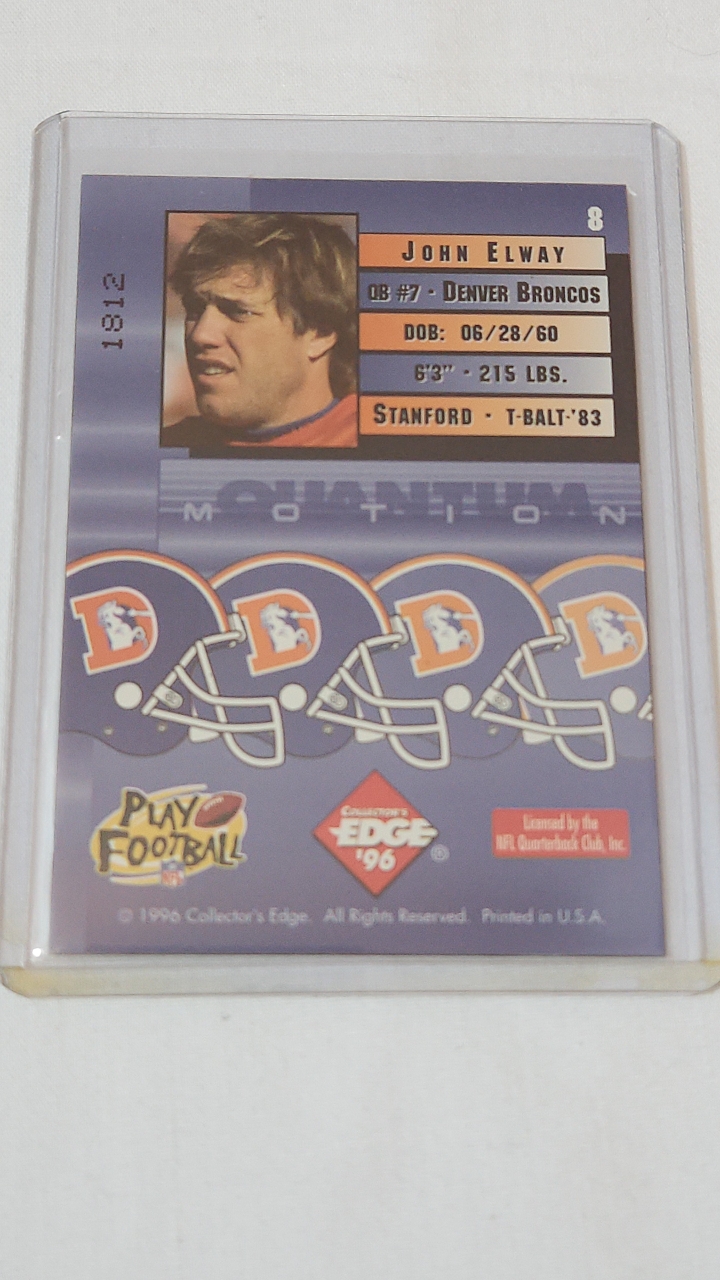 8
1812
JOHN ELWAY
QB #7 - DENVER BRONCOS
DOB: 06/28/60
6'3" - 215 LBS.
STANFORD · T-BALT-'83
QUANTUM
MOTION
PLAY
FOOTBALL
NFL
COLLECTOR'S
EDGE
'96
®
Licensed by the
NFL Quarterback Club, Inc.
© 1996 Collector's Edge. All Rights Reserved. Printed in U.S.A.